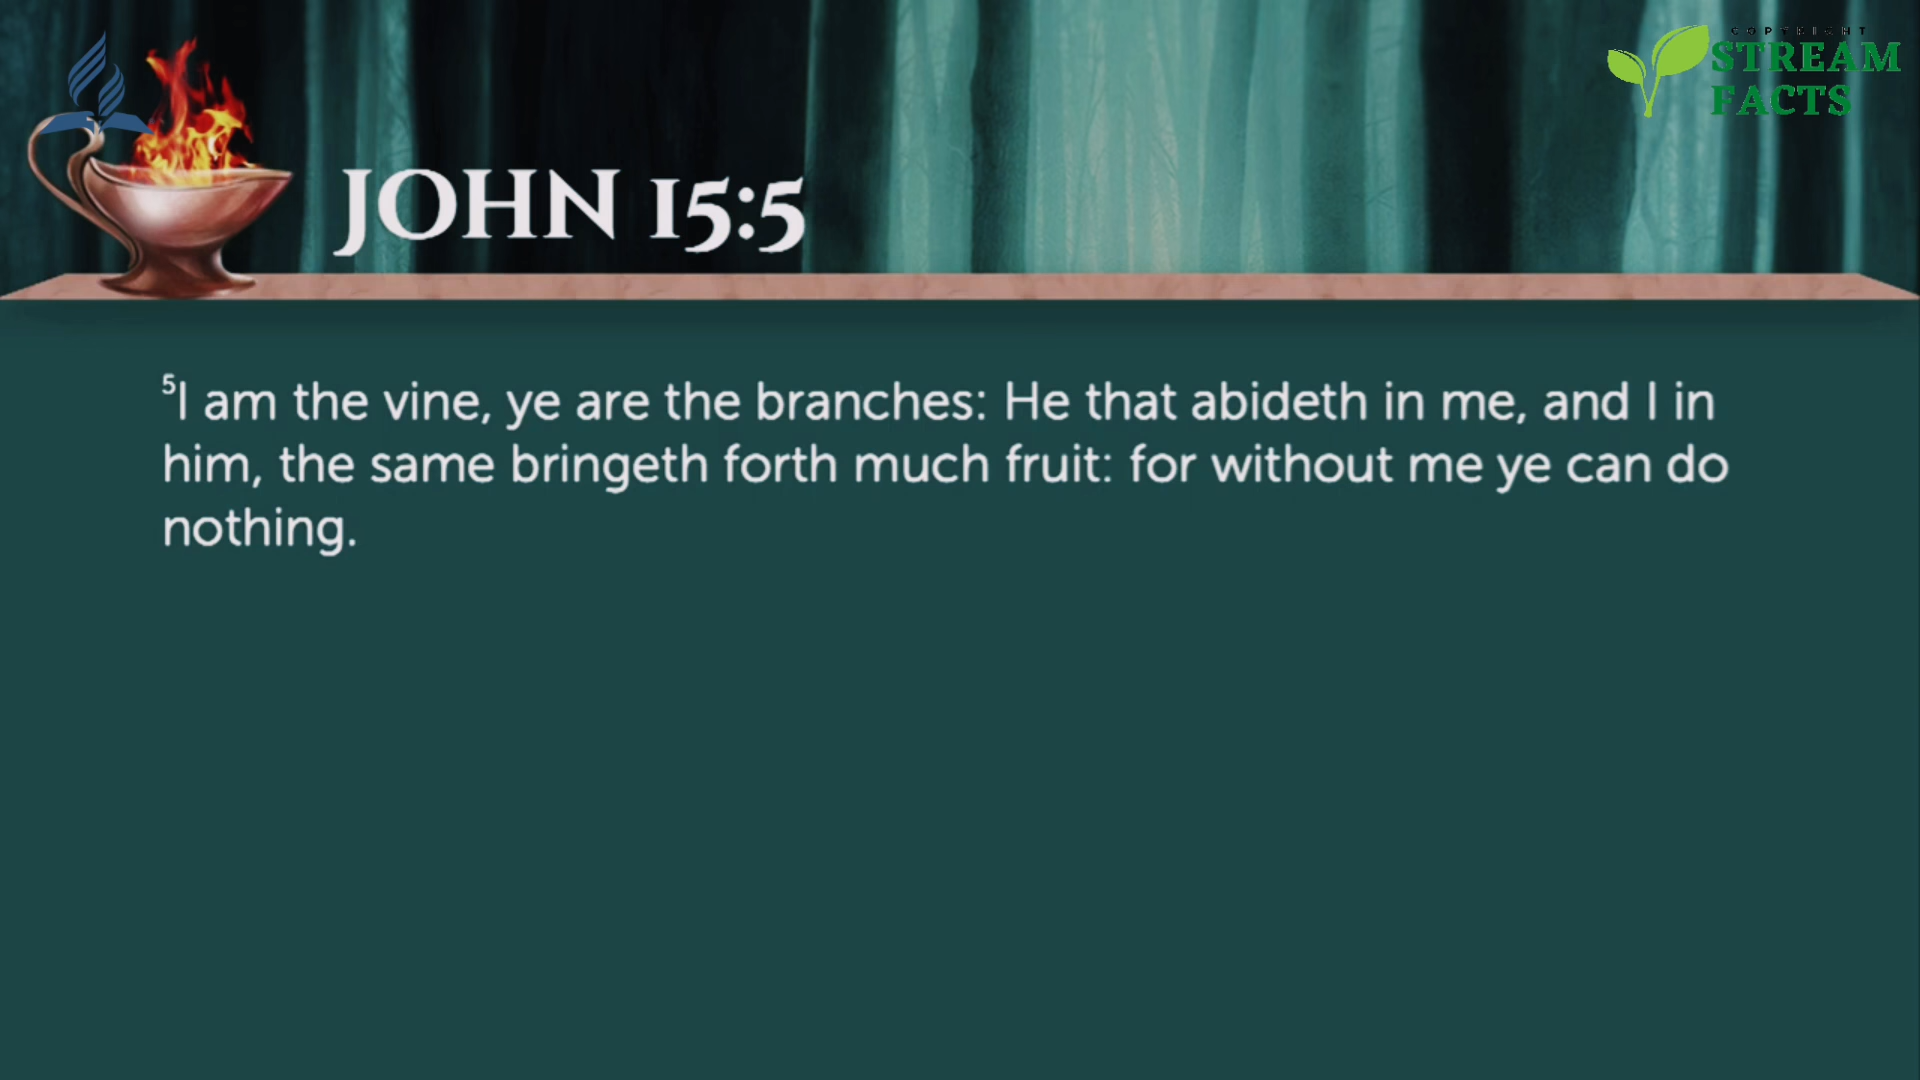 COPYRIGHT
STREAM
FACTS
JOHN 15:5
⁵I am the vine, ye are the branches: He that abideth in me, and I in
him, the same bringeth forth much fruit: for without me ye can do
nothing.